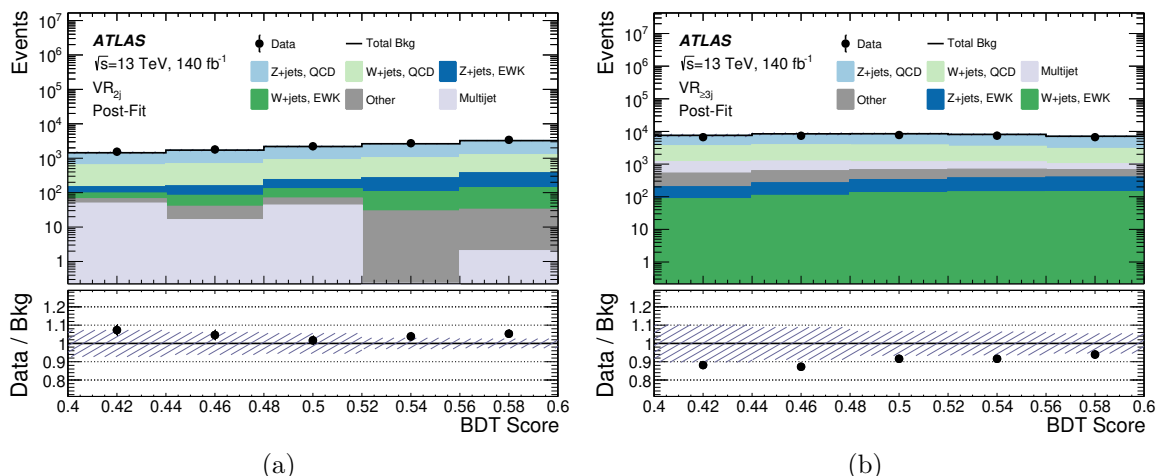 Events
10⁷
10⁶
10⁵
10⁴
10³
10²
10
1
ATLAS
√s=13 TeV, 140 fb⁻¹
VR₂ⱼ
Post-Fit
Data
Total Bkg
Z+jets, QCD
W+jets, QCD
Z+jets, EWK
W+jets, EWK
Other
Multijet
Data / Bkg
1.2
1.1
1
0.9
0.8
0.4 0.42 0.44 0.46 0.48 0.5 0.52 0.54 0.56 0.58 0.6
BDT Score
(a)
Events
10⁷
10⁶
10⁵
10⁴
10³
10²
10
1
ATLAS
√s=13 TeV, 140 fb⁻¹
VR≥₃ⱼ
Post-Fit
Data
Total Bkg
Z+jets, QCD
W+jets, QCD
Multijet
Other
Z+jets, EWK
W+jets, EWK
Data / Bkg
1.2
1.1
1
0.9
0.8
0.4 0.42 0.44 0.46 0.48 0.5 0.52 0.54 0.56 0.58 0.6
BDT Score
(b)